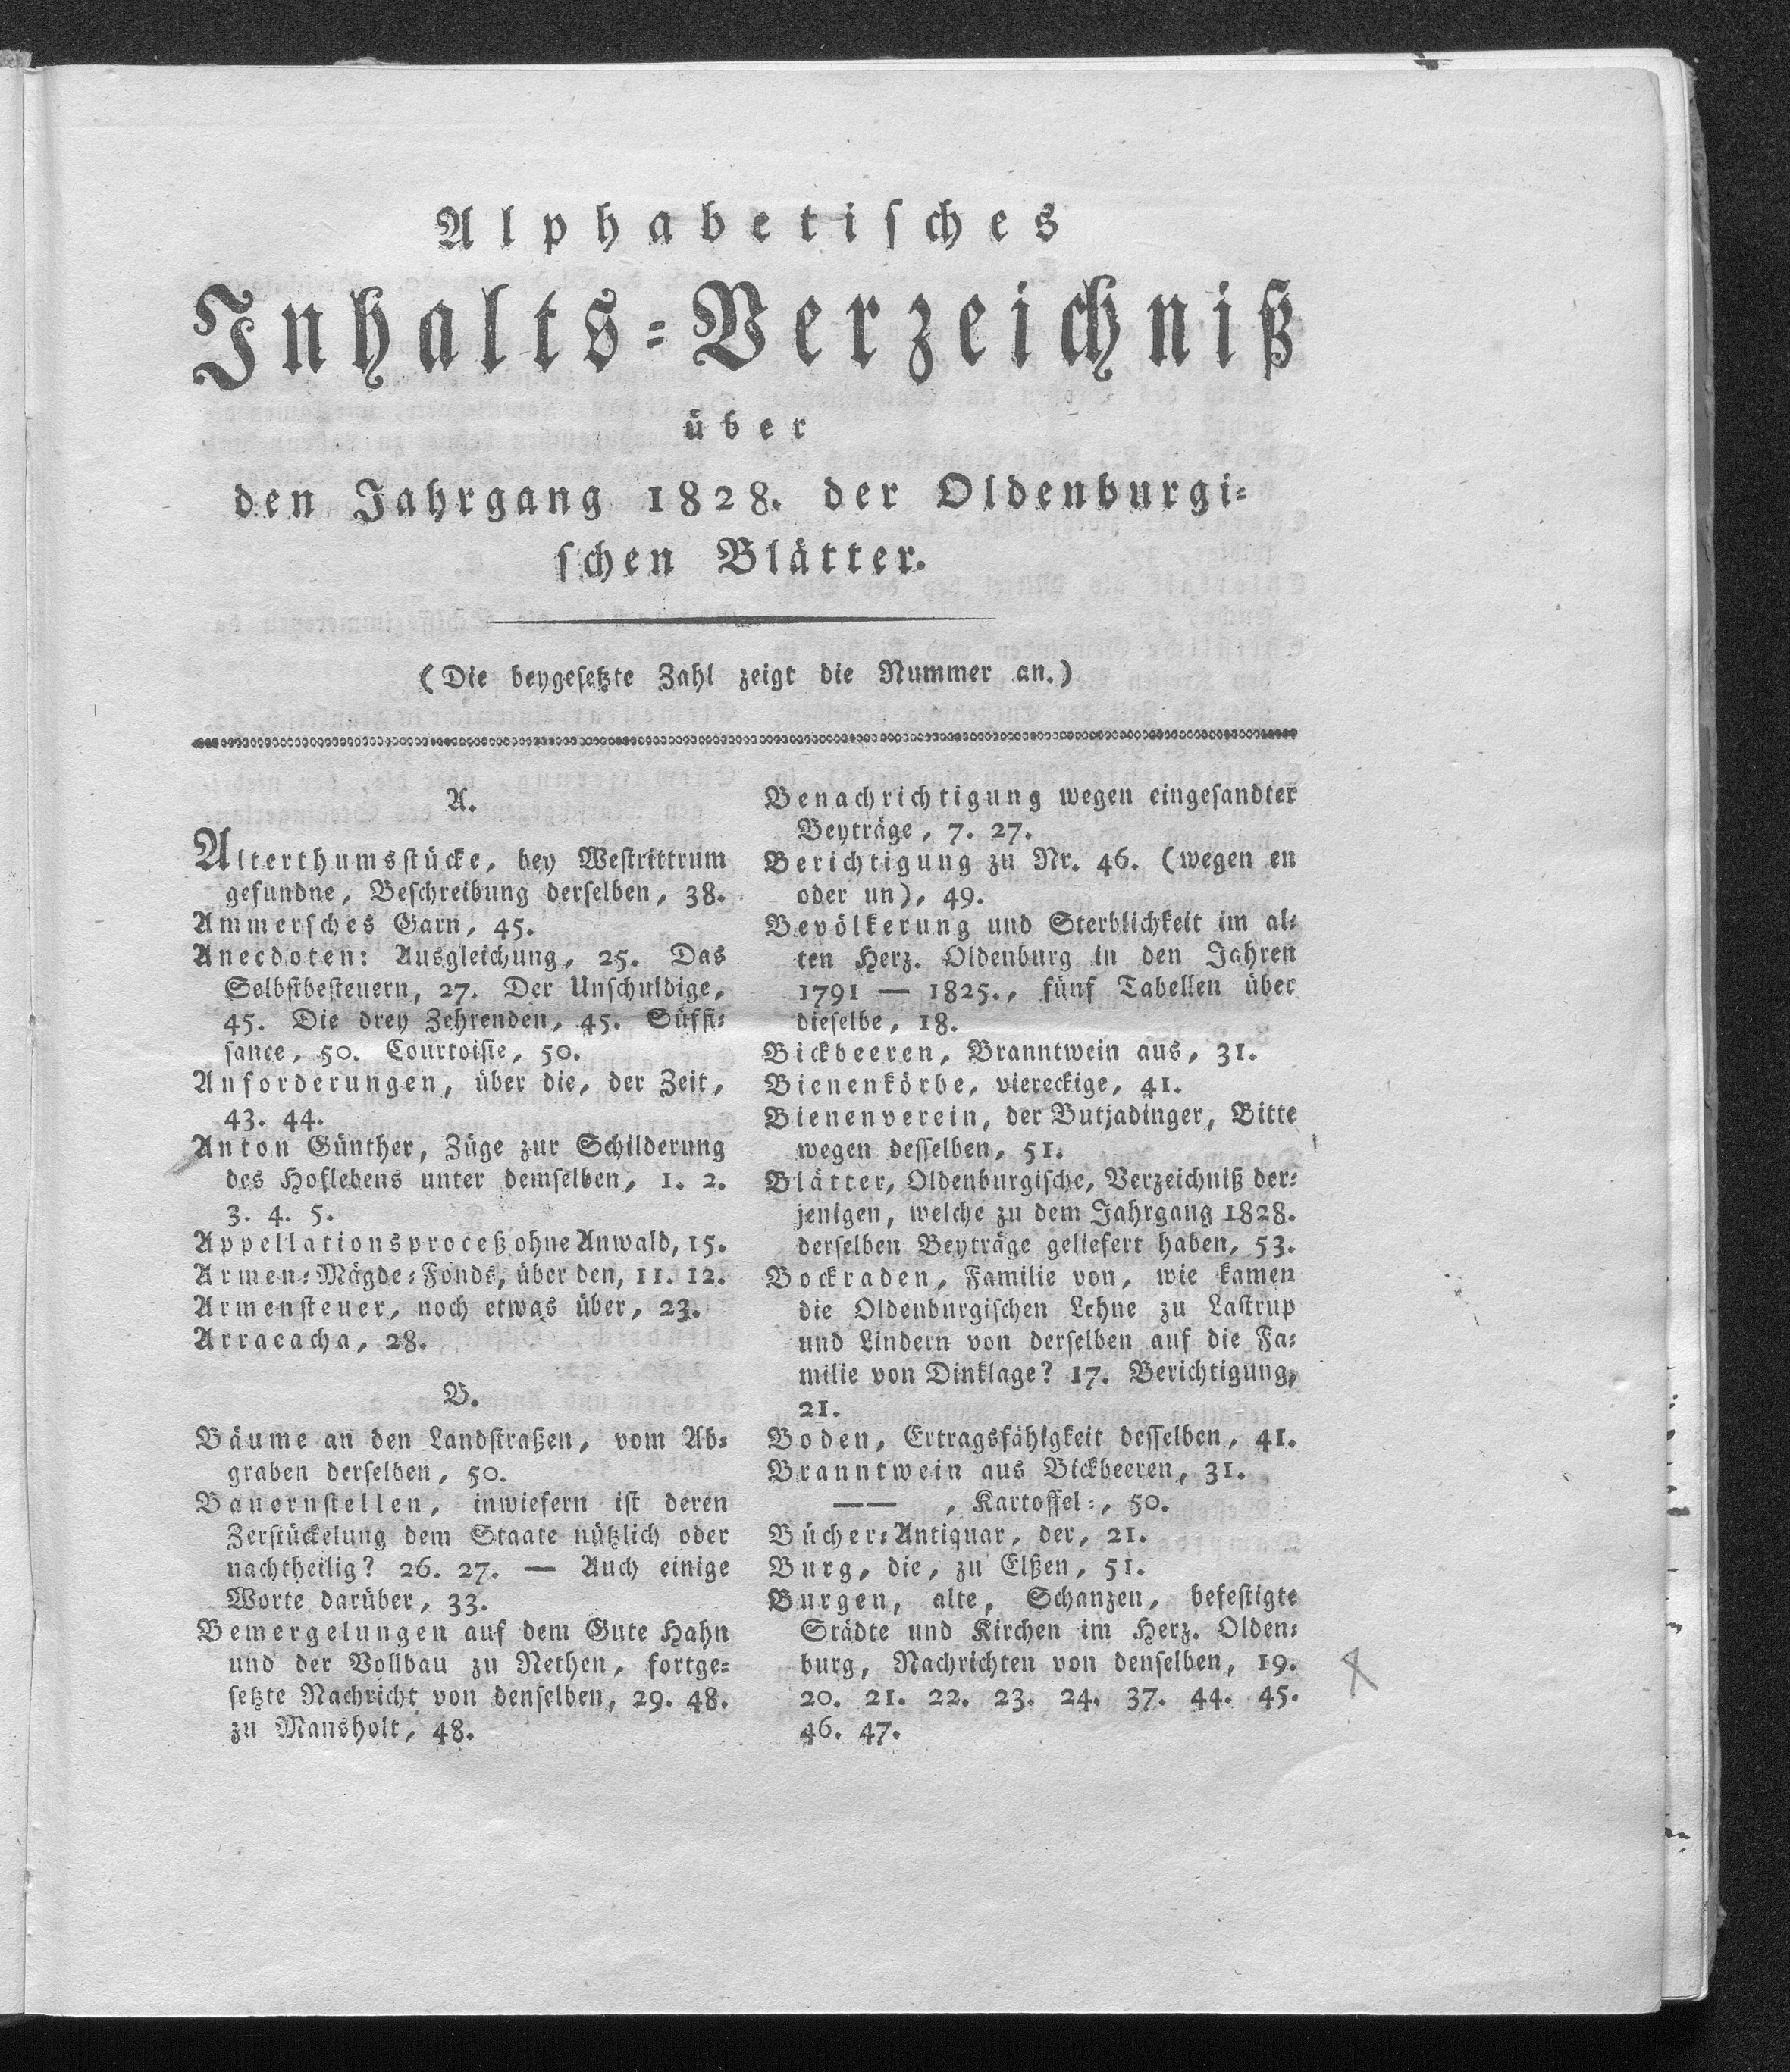 Alphabetisches
Inhalts-Verzeichniß
über
den Jahrgang 1828. der Oldenburgi-
schen Blätter.
(Die beygesetzte Zahl zeigt die Nummer an.)
A.
Alterthumsstücke, bey Westrittrum
gefundne, Beschreibung derselben, 38.
Ammersches Garn, 45.
Anecdoten: Ausgleichung, 25. Das
Selbstbesteuern, 27. Der Unschuldige,
45. Die drey Zehrenden, 45. Süffi-
sance, 50. Courtoisie, 50.
Anforderungen, über die, der Zeit,
43. 44.
Anton Günther, Züge zur Schilderung
des Hoflebens unter demselben, 1. 2.
3. 4. 5.
Appellationsproceß ohne Anwald, 15.
Armen-Mägde-Fonds, über den, 11. 12.
Armensteuer, noch etwas über, 23.
Arracacha, 28.
B.
Bäume an den Landstraßen, vom Ab-
graben derselben, 50.
Bauernstellen, inwiefern ist deren
Zerstückelung dem Staate nützlich oder
nachtheilig? 26. 27. — Auch einige
Worte darüber, 33.
Bemergelungen auf dem Gute Hahn
und der Vollbau zu Nethen, fortge-
setzte Nachricht von denselben, 29. 48.
zu Mansholt, 48.
Benachrichtigung wegen eingesandter
Beyträge, 7. 27.
Berichtigung zu Nr. 46. (wegen en
oder un), 49.
Bevölkerung und Sterblichkeit im al-
ten Herz. Oldenburg in den Jahren
1791 — 1825., fünf Tabellen über
dieselbe, 18.
Bickbeeren, Branntwein aus, 31.
Bienenkörbe, viereckige, 41.
Bienenverein, der Butjadinger, Bitte
wegen desselben, 51.
Blätter, Oldenburgische, Verzeichniß der-
jenigen, welche zu dem Jahrgang 1828.
derselben Beyträge geliefert haben, 53.
Bockraden, Familie von, wie kamen
die Oldenburgischen Lehne zu Lastrup
und Lindern von derselben auf die Fa-
milie von Dinklage? 17. Berichtigung,
21.
Boden, Ertragsfähigkeit desselben, 41.
Branntwein aus Bickbeeren, 31.
—— , Kartoffel-, 50.
Bücher-Antiquar, der, 21.
Burg, die, zu Elßen, 51.
Burgen, alte, Schanzen, befestigte
Städte und Kirchen im Herz. Olden-
burg, Nachrichten von denselben, 19.
20. 21. 22. 23. 24. 37. 44. 45.
46. 47.